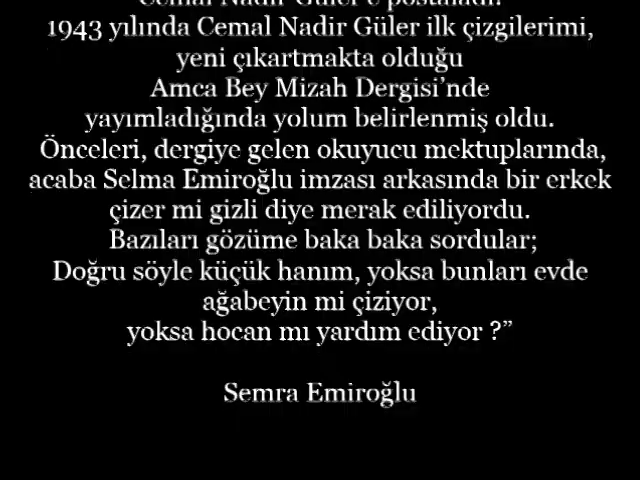 Cemal Nadir Güler'e postaladı.
1943 yılında Cemal Nadir Güler ilk çizgilerimi,
yeni çıkartmakta olduğu
Amca Bey Mizah Dergisi’nde
yayımladığında yolum belirlenmiş oldu.
Önceleri, dergiye gelen okuyucu mektuplarında,
acaba Selma Emiroğlu imzası arkasında bir erkek
çizer mi gizli diye merak ediliyordu.
Bazıları gözüme baka baka sordular;
Doğru söyle küçük hanım, yoksa bunları evde
ağabeyin mi çiziyor,
yoksa hocan mı yardım ediyor ?”
Semra Emiroğlu